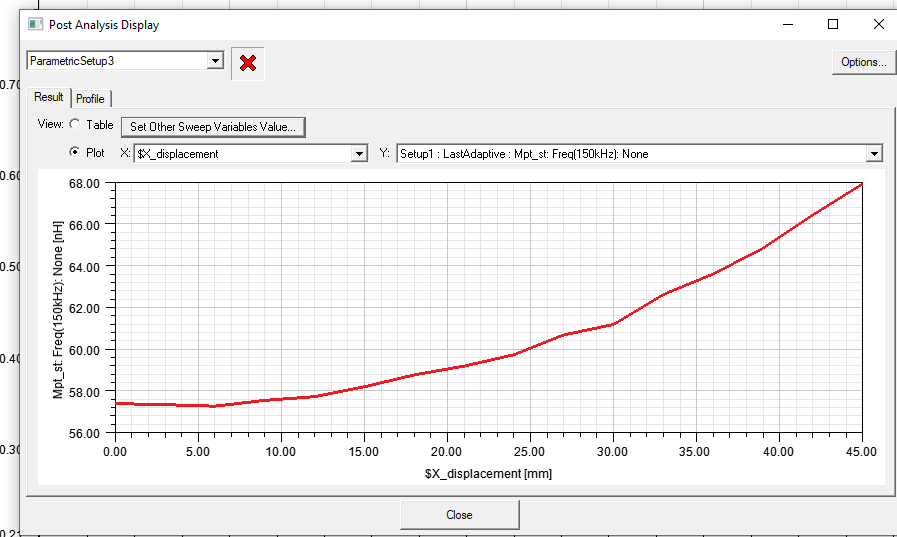 Post Analysis Display
ParametricSetup3
Options...
Result Profile
View: Table Set Other Sweep Variables Value...
Plot X: $X_displacement Y: Setup1 : LastAdaptive : Mpt_st: Freq(150kHz): None
68.00
66.00
64.00
62.00
60.00
58.00
56.00
Mpt_st: Freq(150kHz): None [nH]
0.00 5.00 10.00 15.00 20.00 25.00 30.00 35.00 40.00 45.00
$X_displacement [mm]
Close
0.70
0.60
0.50
0.40
0.30